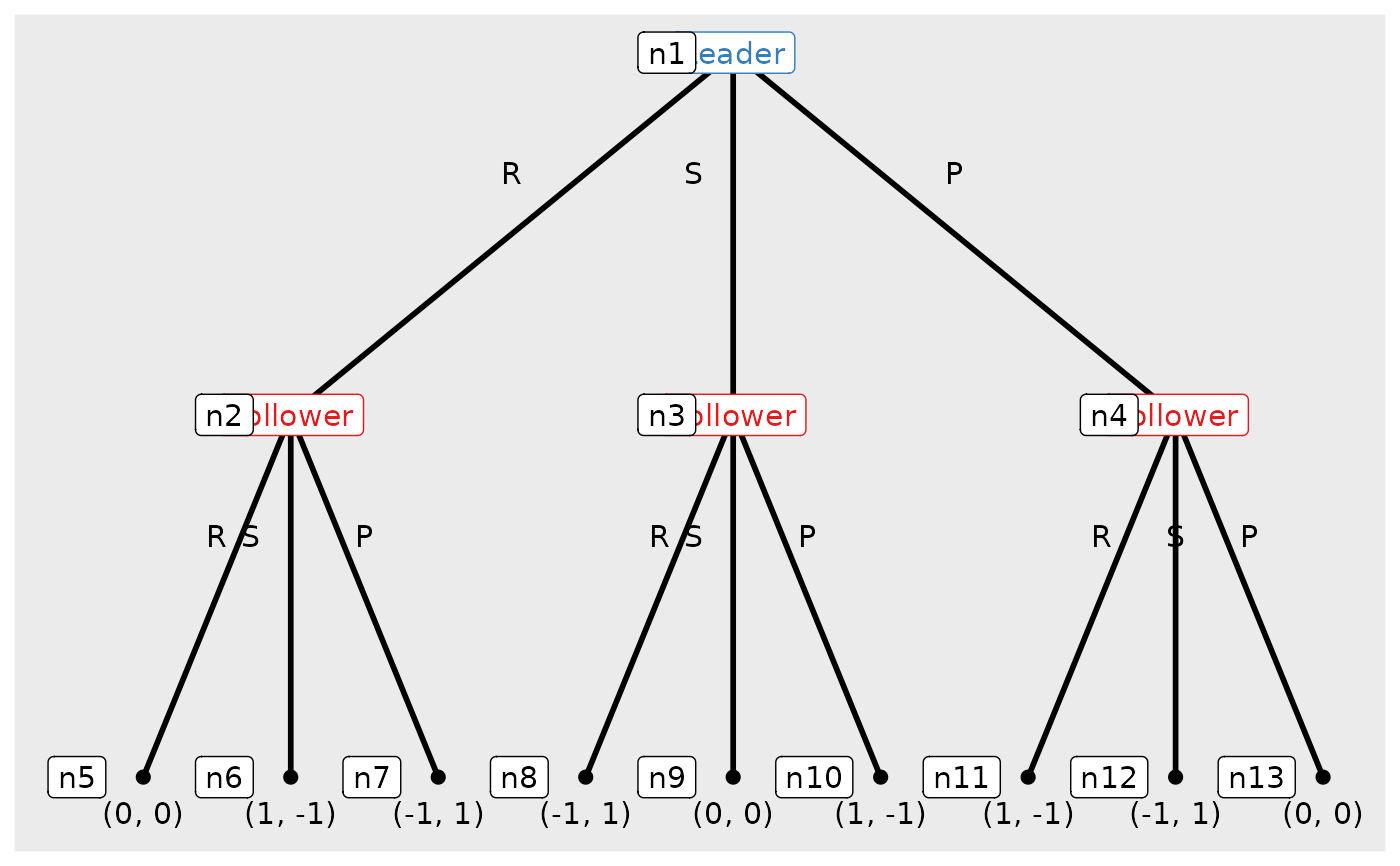 n1 eader
R S P
n2 ollower n3 ollower n4 ollower
R S P R S P R S P
n5 n6 n7 n8 n9 n10 n11 n12 n13
(0, 0) (1, -1) (-1, 1) (-1, 1) (0, 0) (1, -1) (1, -1) (-1, 1) (0, 0)